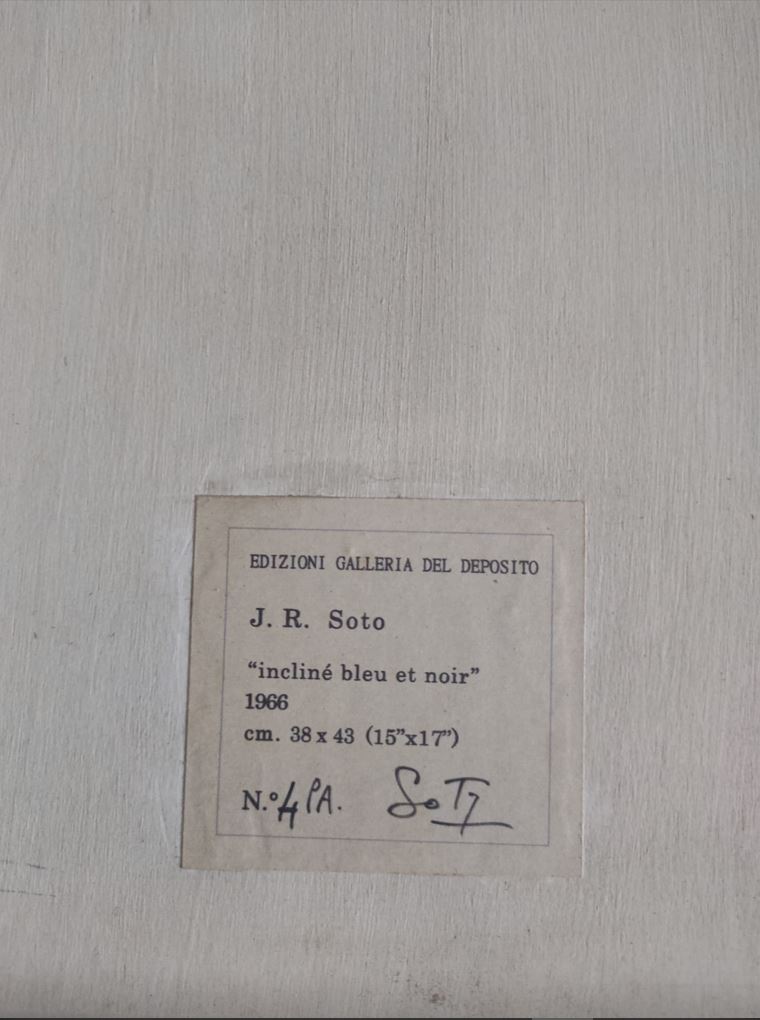 EDIZIONI GALLERIA DEL DEPOSITO
J. R. Soto
“incliné bleu et noir”
1966
cm. 38 x 43 (15”x17”)
N.º 4 PA. Soto